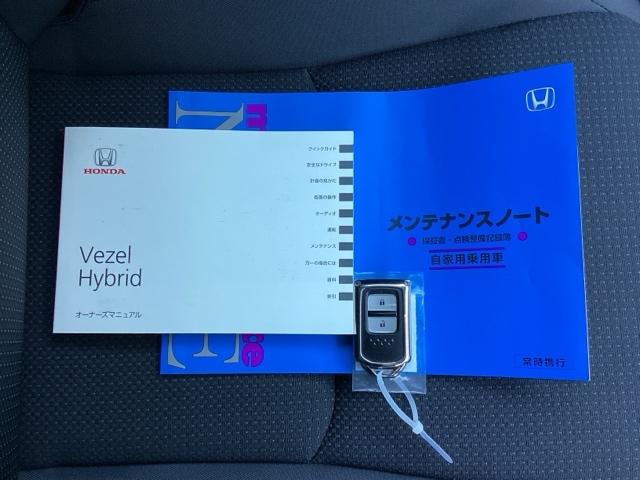 HONDA
Vezel
Hybrid
オーナーズマニュアル
クイックガイド
安全なドライブ
計器の見かた
各部の操作
オーディオ
運転
メンテナンス
万一の場合には
資料
索引
メンテナンスノート
保証書・点検整備記録簿
自家用乗用車
常時携行